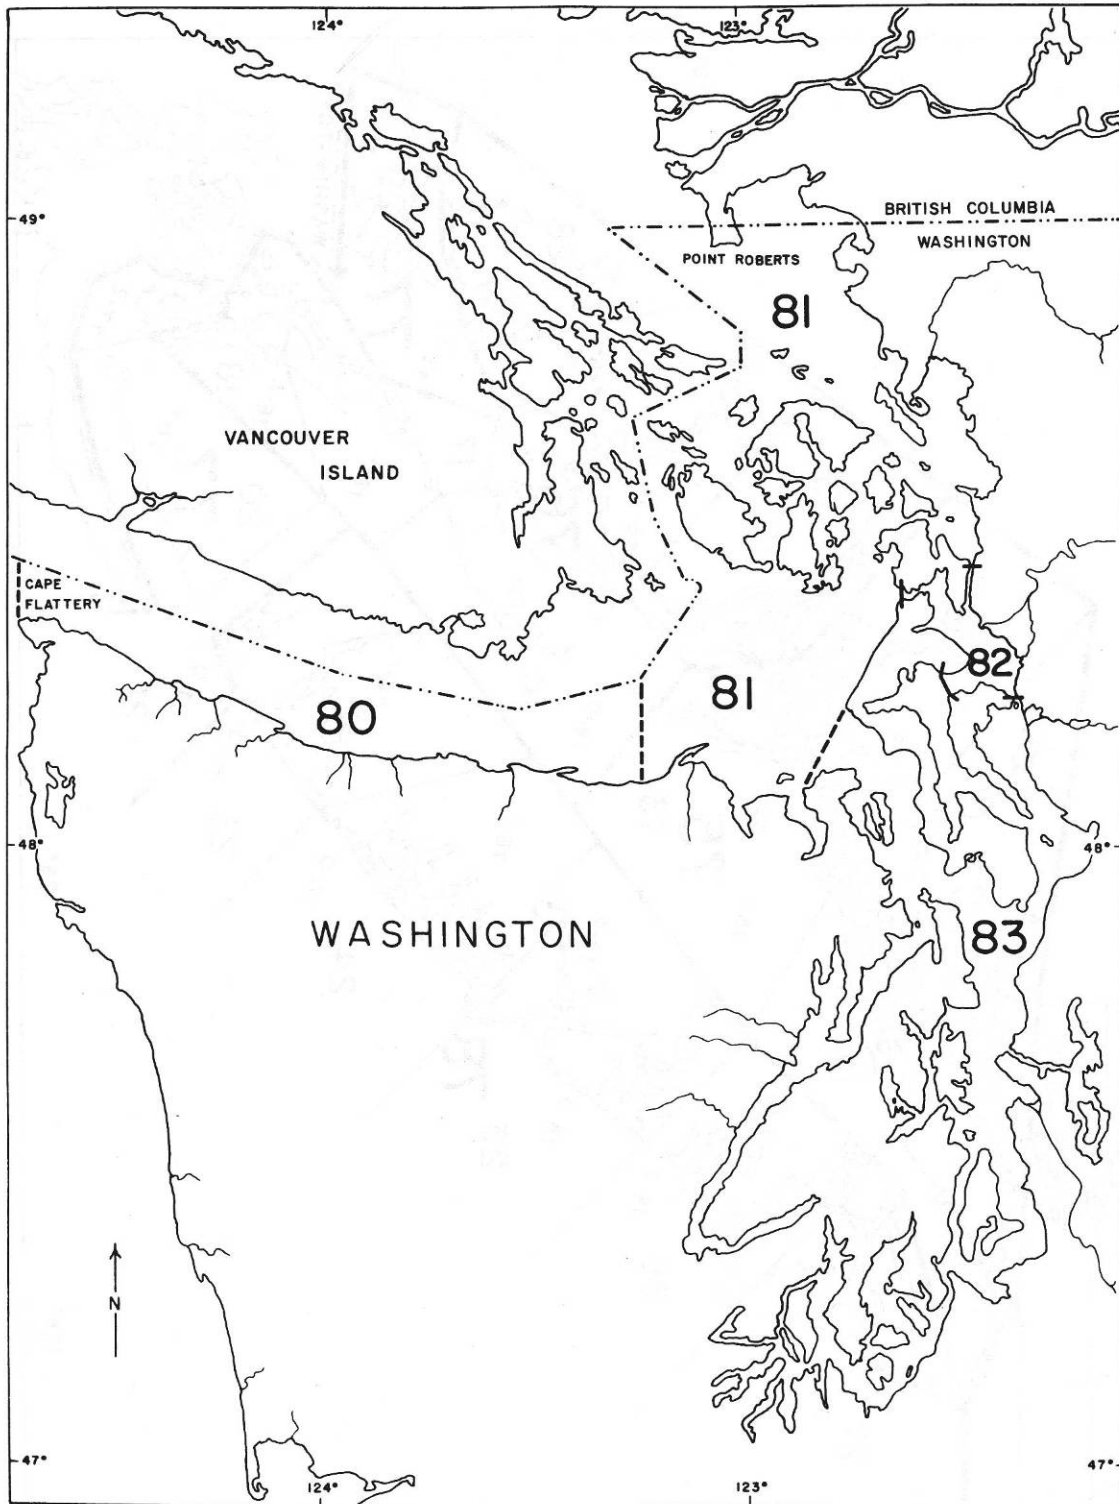 124°
123°
49°
BRITISH COLUMBIA
WASHINGTON
POINT ROBERTS
81
VANCOUVER
ISLAND
CAPE
FLATTERY
82
81
80
48°
48°
WASHINGTON
83
N
47°
47°
124°
123°